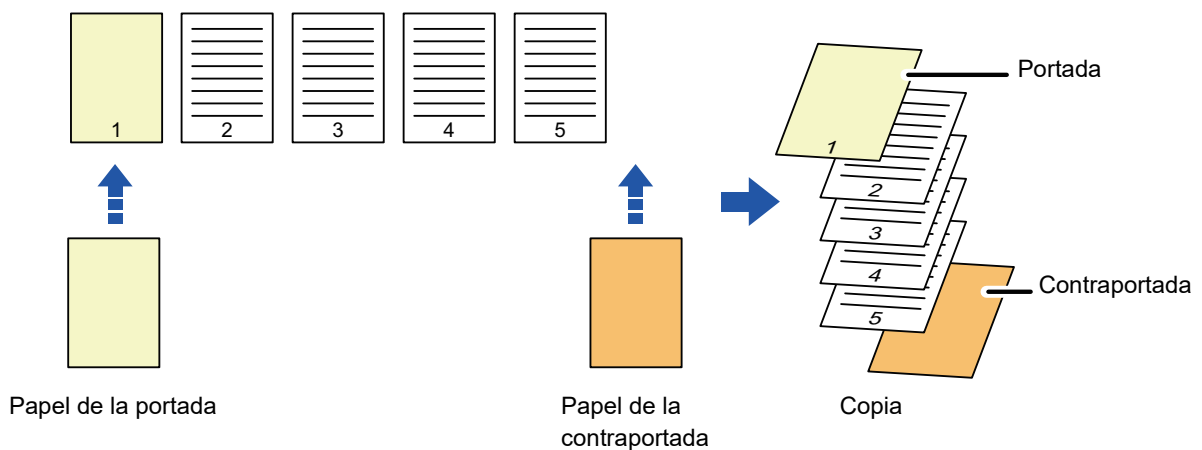 1
2
3
4
5
Portada
1
2
3
4
5
Contraportada
Papel de la portada
Papel de la
contraportada
Copia